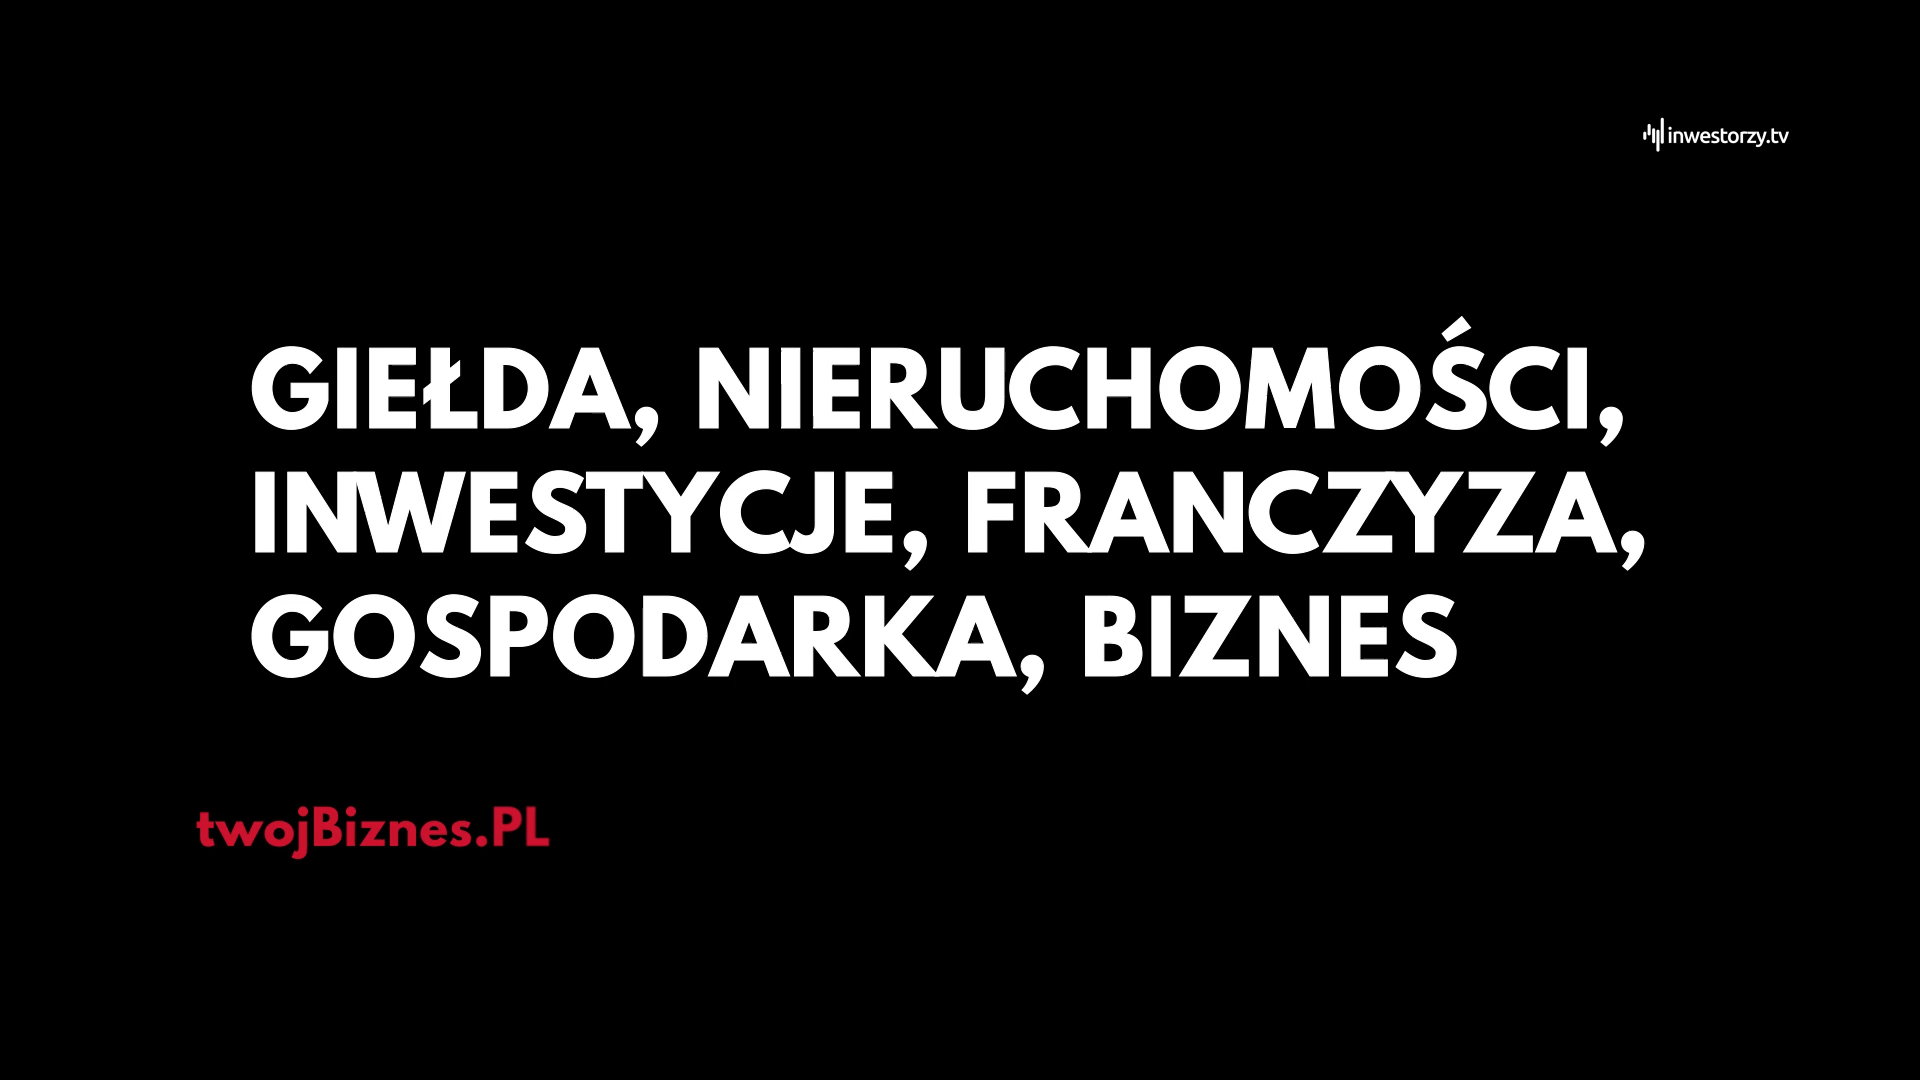 inwestorzy.tv
GIEŁDA, NIERUCHOMOŚCI,
INWESTYCJE, FRANCZYZA,
GOSPODARKA, BIZNES
twojBiznes.PL